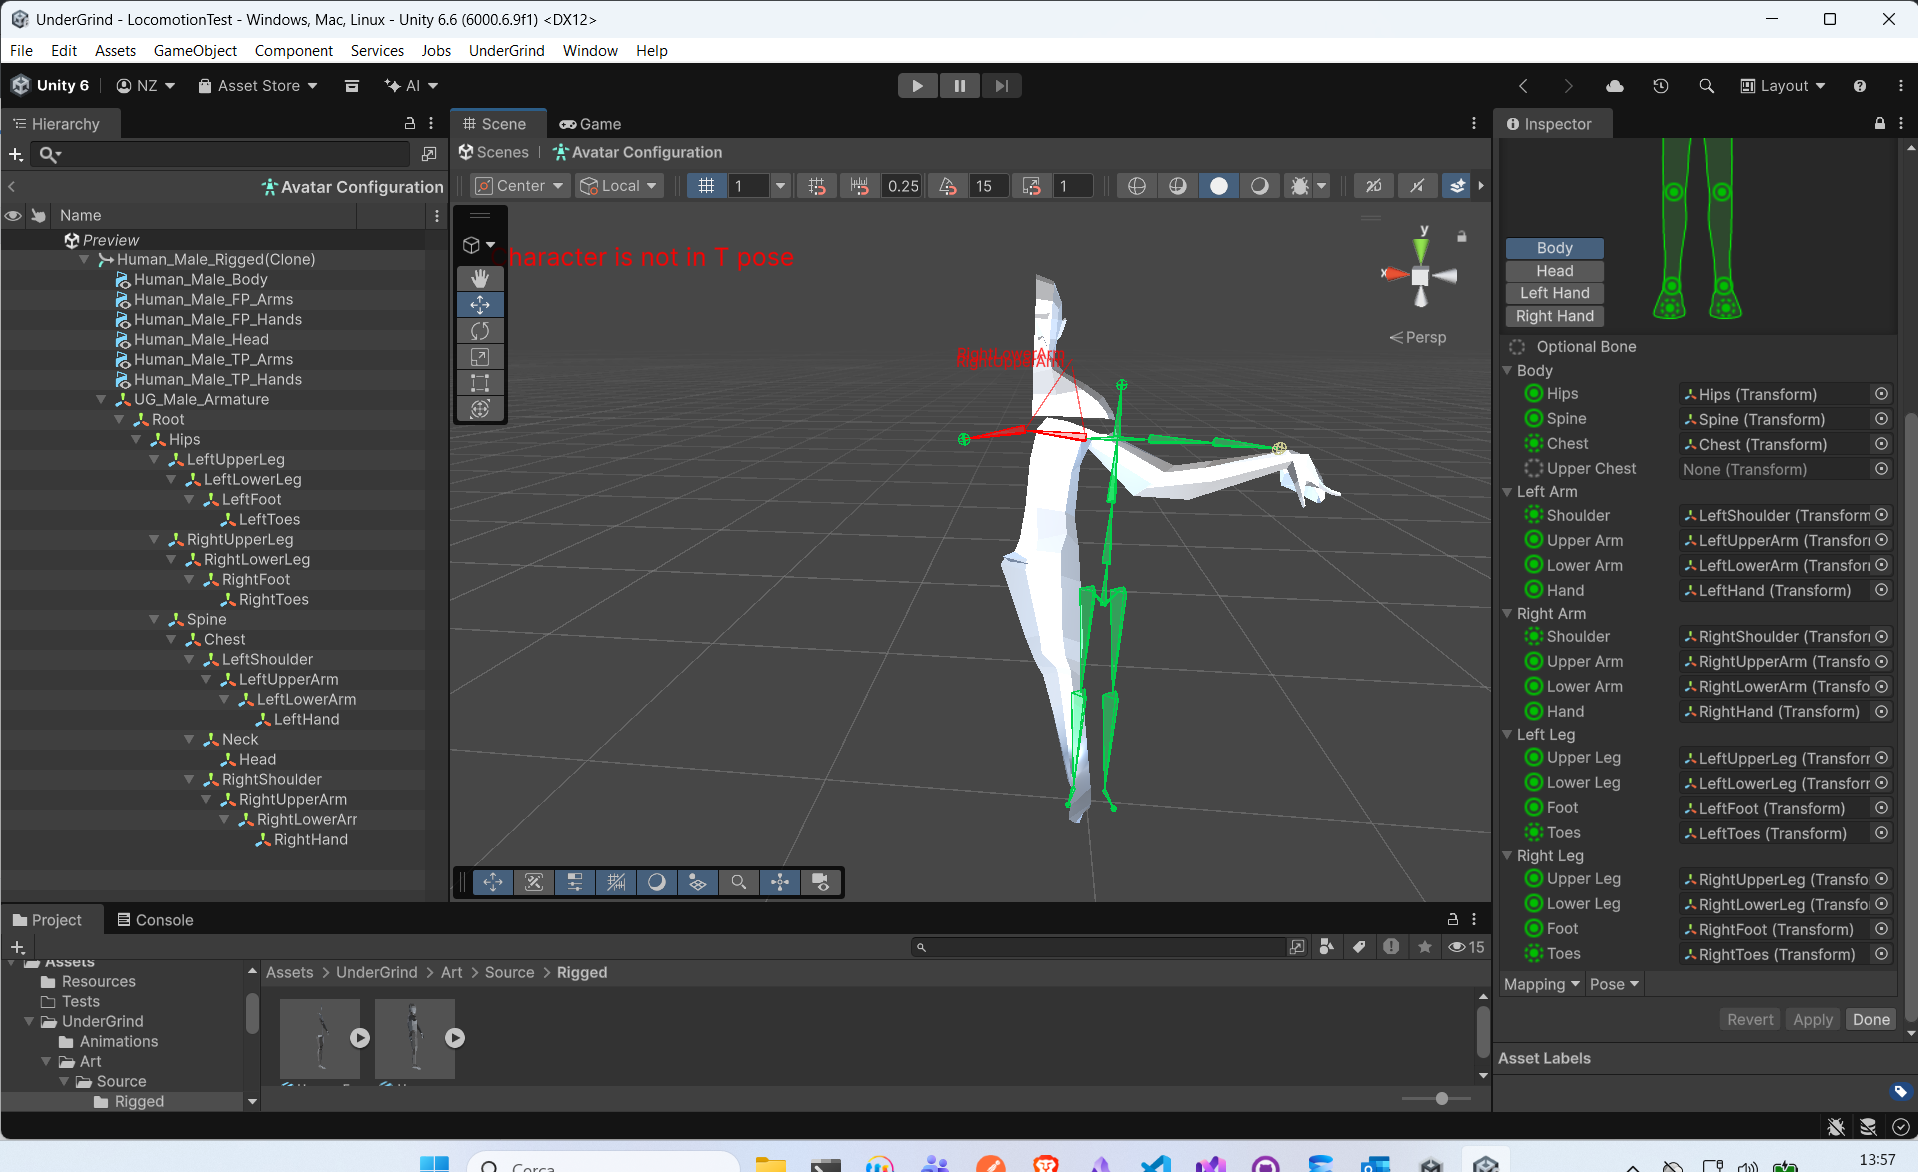 UnderGrind - LocomotionTest - Windows, Mac, Linux - Unity 6.6 (6000.6.9f1) <DX12>
File Edit Assets GameObject Component Services Jobs UnderGrind Window Help
Unity 6 NZ Asset Store AI Layout
Hierarchy
Scene Game
Inspector
Scenes Avatar Configuration
Avatar Configuration
Center Local 1 0.25 15 1 2D
Name
Preview
Human_Male_Rigged(Clone)
Human_Male_Body
Human_Male_FP_Arms
Human_Male_FP_Hands
Human_Male_Head
Human_Male_TP_Arms
Human_Male_TP_Hands
UG_Male_Armature
Root
Hips
LeftUpperLeg
LeftLowerLeg
LeftFoot
LeftToes
RightUpperLeg
RightLowerLeg
RightFoot
RightToes
Spine
Chest
LeftShoulder
LeftUpperArm
LeftLowerArm
LeftHand
Neck
Head
RightShoulder
RightUpperArm
RightLowerArr
RightHand
haracter is not in T pose
y
x
Persp
RightLowerArm
RightUpperArm
Body
Head
Left Hand
Right Hand
Optional Bone
Body
Hips Hips (Transform)
Spine Spine (Transform)
Chest Chest (Transform)
Upper Chest None (Transform)
Left Arm
Shoulder LeftShoulder (Transform
Upper Arm LeftUpperArm (Transfor
Lower Arm LeftLowerArm (Transfor
Hand LeftHand (Transform)
Right Arm
Shoulder RightShoulder (Transfor
Upper Arm RightUpperArm (Transfo
Lower Arm RightLowerArm (Transfo
Hand RightHand (Transform)
Left Leg
Upper Leg LeftUpperLeg (Transfor
Lower Leg LeftLowerLeg (Transfor
Foot LeftFoot (Transform)
Toes LeftToes (Transform)
Right Leg
Upper Leg RightUpperLeg (Transfo
Lower Leg RightLowerLeg (Transfo
Foot RightFoot (Transform)
Toes RightToes (Transform)
Mapping Pose
Revert Apply Done
Asset Labels
Project Console
15
Assets
Resources
Tests
UnderGrind
Animations
Art
Source
Rigged
Assets > UnderGrind > Art > Source > Rigged
Cerca
13:57